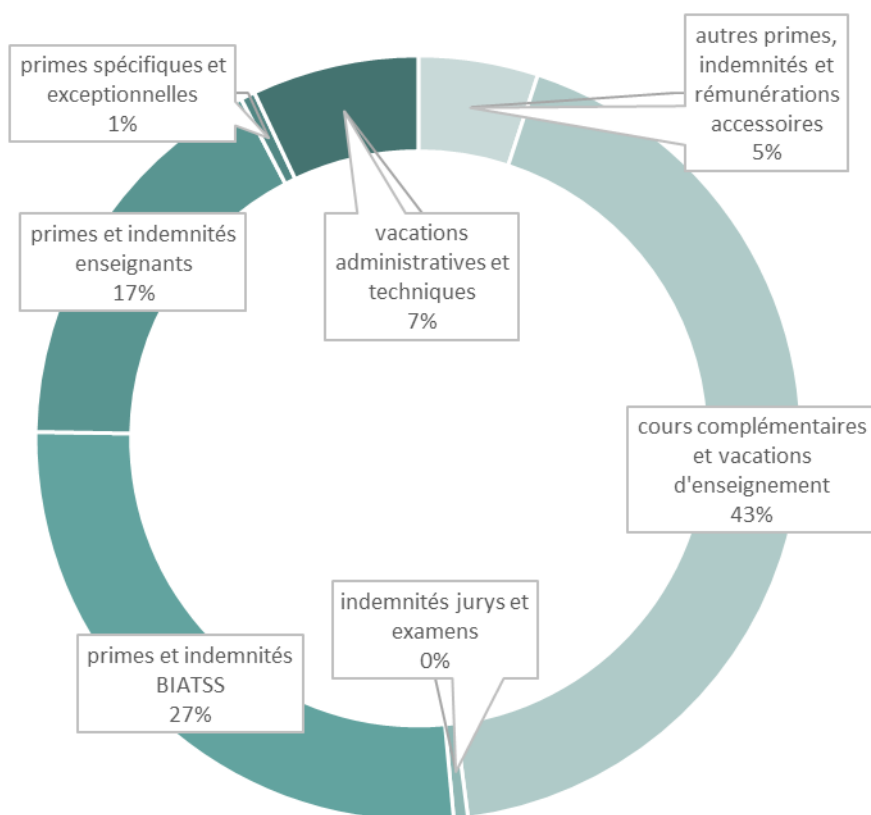 autres primes,
indemnités et
rémunérations
accessoires
5%
primes spécifiques et
exceptionnelles
1%
primes et indemnités
enseignants
17%
vacations
administratives et
techniques
7%
cours complémentaires
et vacations
d'enseignement
43%
indemnités jurys et
examens
0%
primes et indemnités
BIATSS
27%